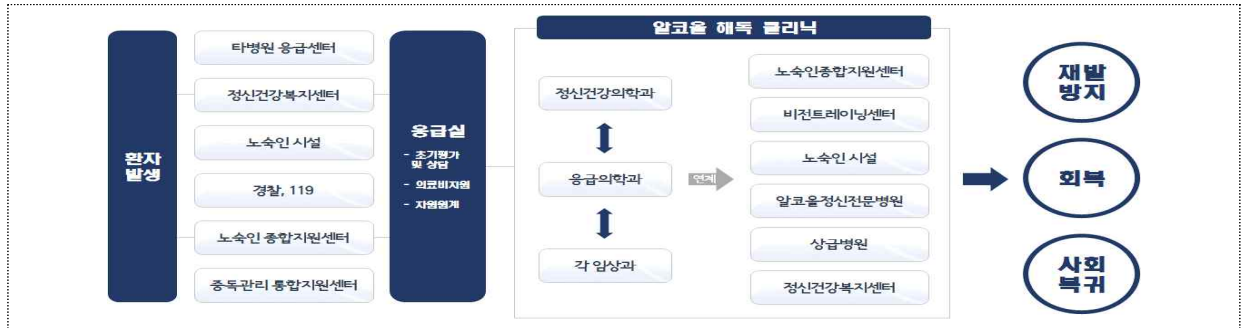 환자
발생
타병원 응급센터
정신건강복지센터
노숙인 시설
경찰, 119
노숙인 종합지원센터
중독관리 통합지원센터
응급실
- 초기평가
및 상담
- 의료비지원
- 자원연계
알코올 해독 클리닉
정신건강의학과
응급의학과
각 임상과
연계
노숙인종합지원센터
비전트레이닝센터
노숙인 시설
알코올정신전문병원
상급병원
정신건강복지센터
재발
방지
회복
사회
복귀